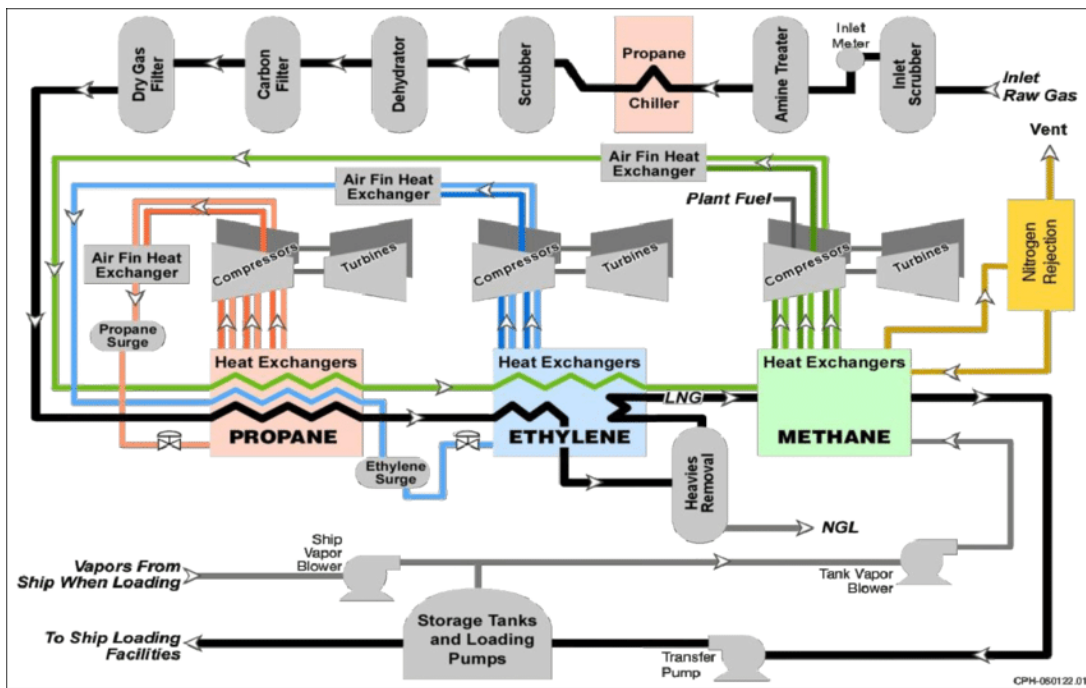 Dry Gas
Filter
Carbon
Filter
Dehydrator
Scrubber
Propane
Chiller
Amine Treater
Inlet
Meter
Inlet
Scrubber
Inlet
Raw Gas
Vent
Air Fin Heat
Exchanger
Air Fin Heat
Exchanger
Plant Fuel
Air Fin Heat
Exchanger
Compressors
Turbines
Compressors
Turbines
Compressors
Turbines
Nitrogen
Rejection
Propane
Surge
Heat Exchangers
PROPANE
Heat Exchangers
LNG
ETHYLENE
Heat Exchangers
METHANE
Ethylene
Surge
Heavies
Removal
NGL
Vapors From
Ship When Loading
Ship
Vapor
Blower
Tank Vapor
Blower
Storage Tanks
and Loading
Pumps
To Ship Loading
Facilities
Transfer
Pump
CPH-060122.01